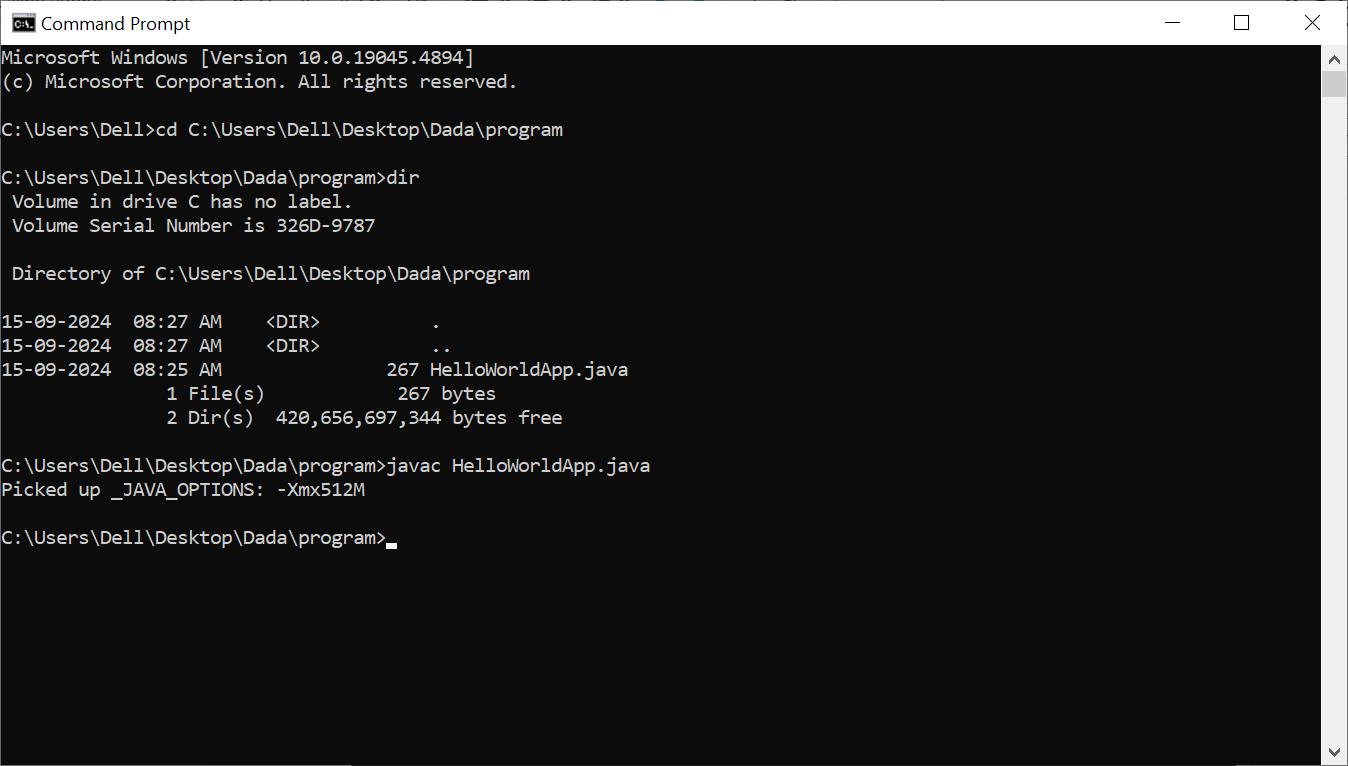 Command Prompt
Microsoft Windows [Version 10.0.19045.4894]
(c) Microsoft Corporation. All rights reserved.
C:\Users\Dell>cd C:\Users\Dell\Desktop\Dada\program
C:\Users\Dell\Desktop\Dada\program>dir
 Volume in drive C has no label.
 Volume Serial Number is 326D-9787
 Directory of C:\Users\Dell\Desktop\Dada\program
15-09-2024  08:27 AM    <DIR>          .
15-09-2024  08:27 AM    <DIR>          ..
15-09-2024  08:25 AM               267 HelloWorldApp.java
               1 File(s)            267 bytes
               2 Dir(s)  420,656,697,344 bytes free
C:\Users\Dell\Desktop\Dada\program>javac HelloWorldApp.java
Picked up _JAVA_OPTIONS: -Xmx512M
C:\Users\Dell\Desktop\Dada\program>